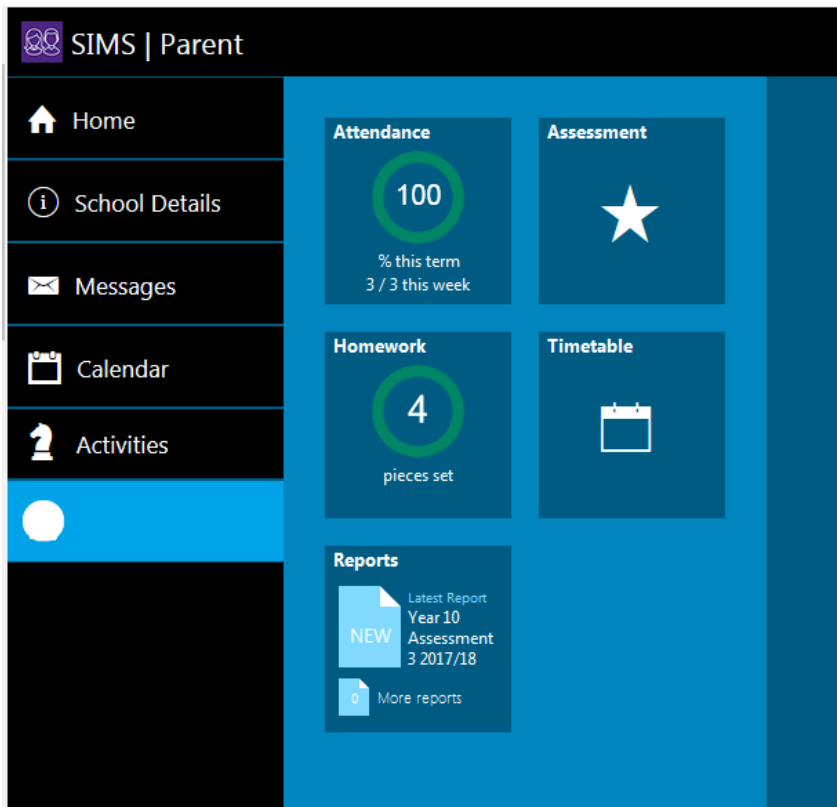 SIMS | Parent
Home
School Details
Messages
Calendar
Activities
Attendance
100
% this term
3 / 3 this week
Assessment
Homework
4
pieces set
Timetable
Reports
NEW
Latest Report
Year 10
Assessment
3 2017/18
0
More reports